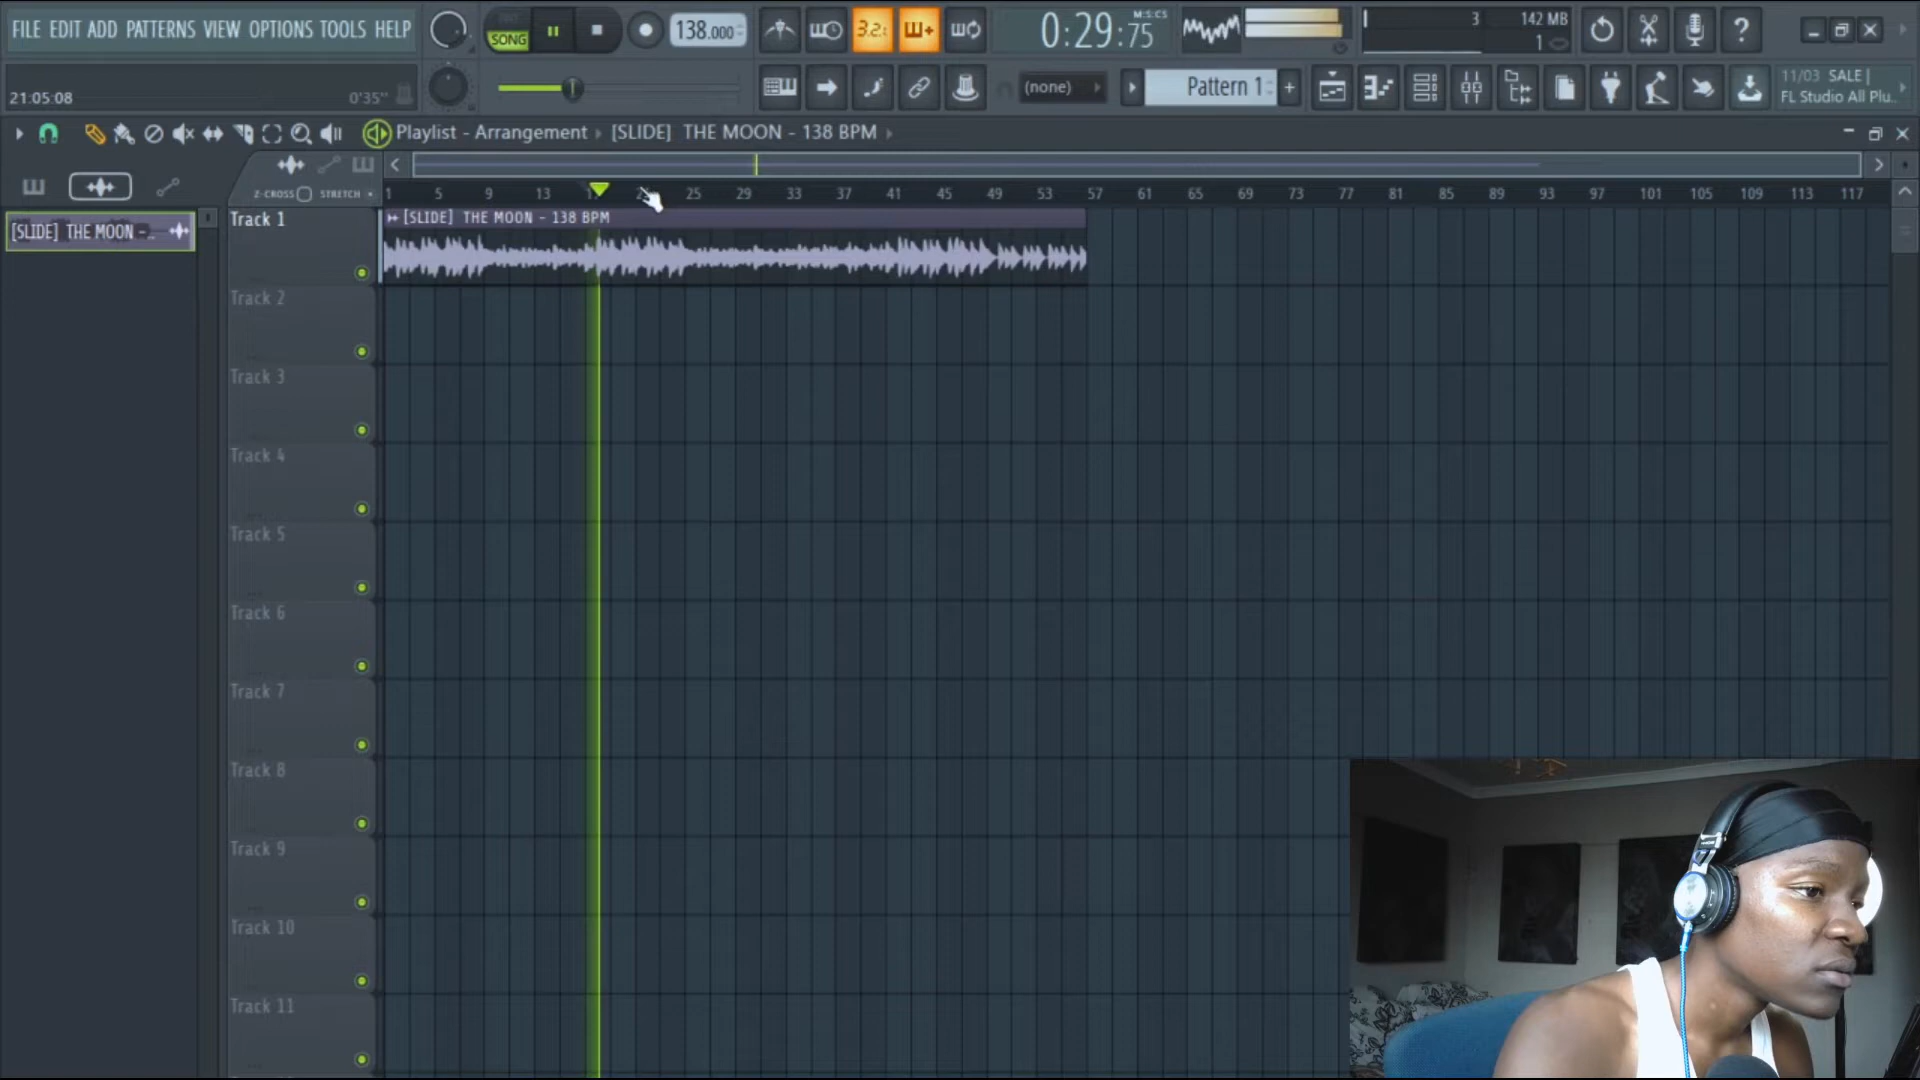 FILE EDIT ADD PATTERNS VIEW OPTIONS TOOLS HELP
SONG
138.000
3.2.:
0:29:75
M:S:CS
3
142 MB
1
21:05:08
0'35"
(none)
Pattern 1
+
11/03 SALE |
FL Studio All Plu..
Playlist - Arrangement › [SLIDE] THE MOON - 138 BPM
Z-CROSS STRETCH
1 5 9 13 25 29 33 37 41 45 49 53 57 61 65 69 73 77 81 85 89 93 97 101 105 109 113 117
[SLIDE] THE MOON -..
Track 1
[SLIDE] THE MOON - 138 BPM
Track 2
Track 3
Track 4
Track 5
Track 6
Track 7
Track 8
Track 9
Track 10
Track 11